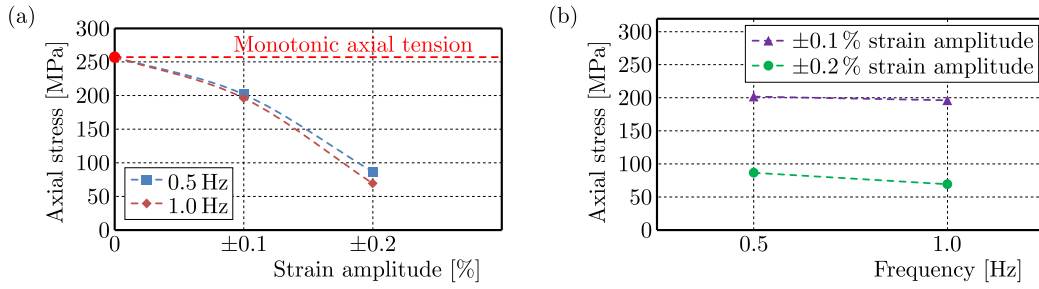 (a)
Axial stress [MPa]
300
250
200
150
100
50
0
Monotonic axial tension
0.5 Hz
1.0 Hz
0
±0.1
±0.2
Strain amplitude [%]
(b)
Axial stress [MPa]
300
250
200
150
100
50
0
±0.1 % strain amplitude
±0.2 % strain amplitude
0.5
1.0
Frequency [Hz]